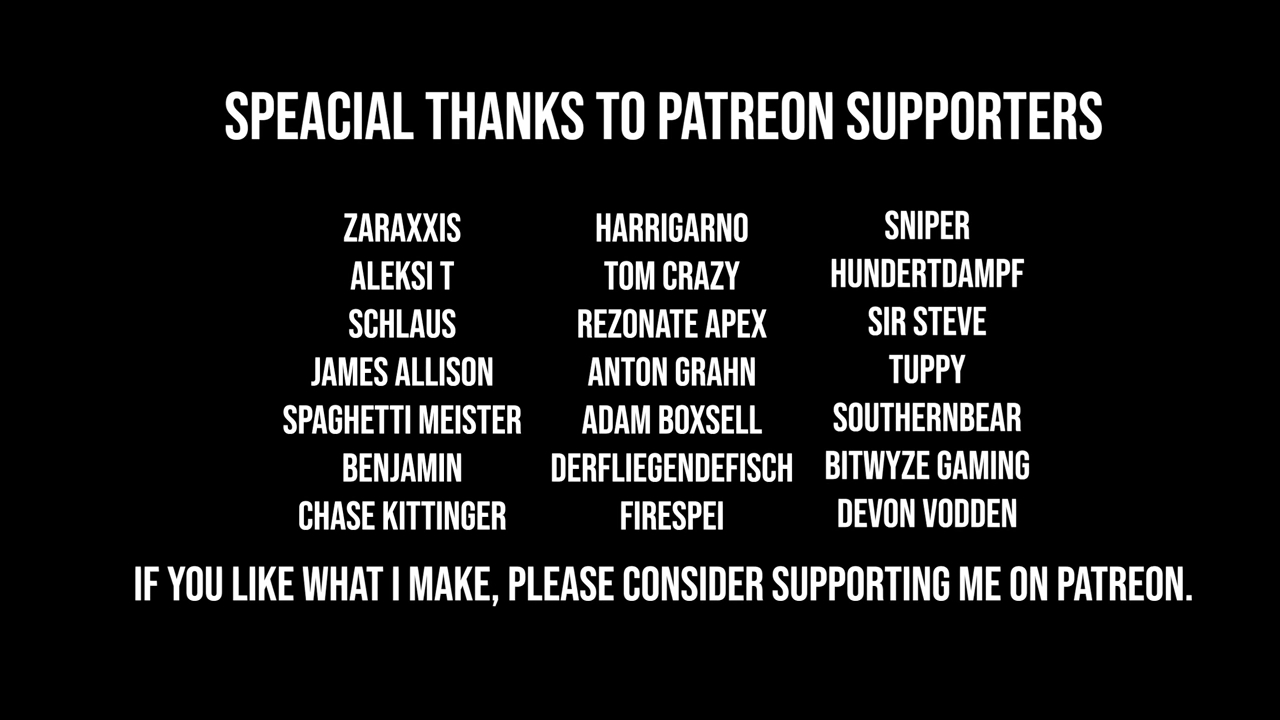 SPEACIAL THANKS TO PATREON SUPPORTERS
ZARAXXIS
ALEKSI T
SCHLAUS
JAMES ALLISON
SPAGHETTI MEISTER
BENJAMIN
CHASE KITTINGER
HARRIGARNO
TOM CRAZY
REZONATE APEX
ANTON GRAHN
ADAM BOXSELL
DERFLIEGENDEFISCH
FIRESPEI
SNIPER
HUNDERTDAMPF
SIR STEVE
TUPPY
SOUTHERNBEAR
BITWYZE GAMING
DEVON VODDEN
IF YOU LIKE WHAT I MAKE, PLEASE CONSIDER SUPPORTING ME ON PATREON.